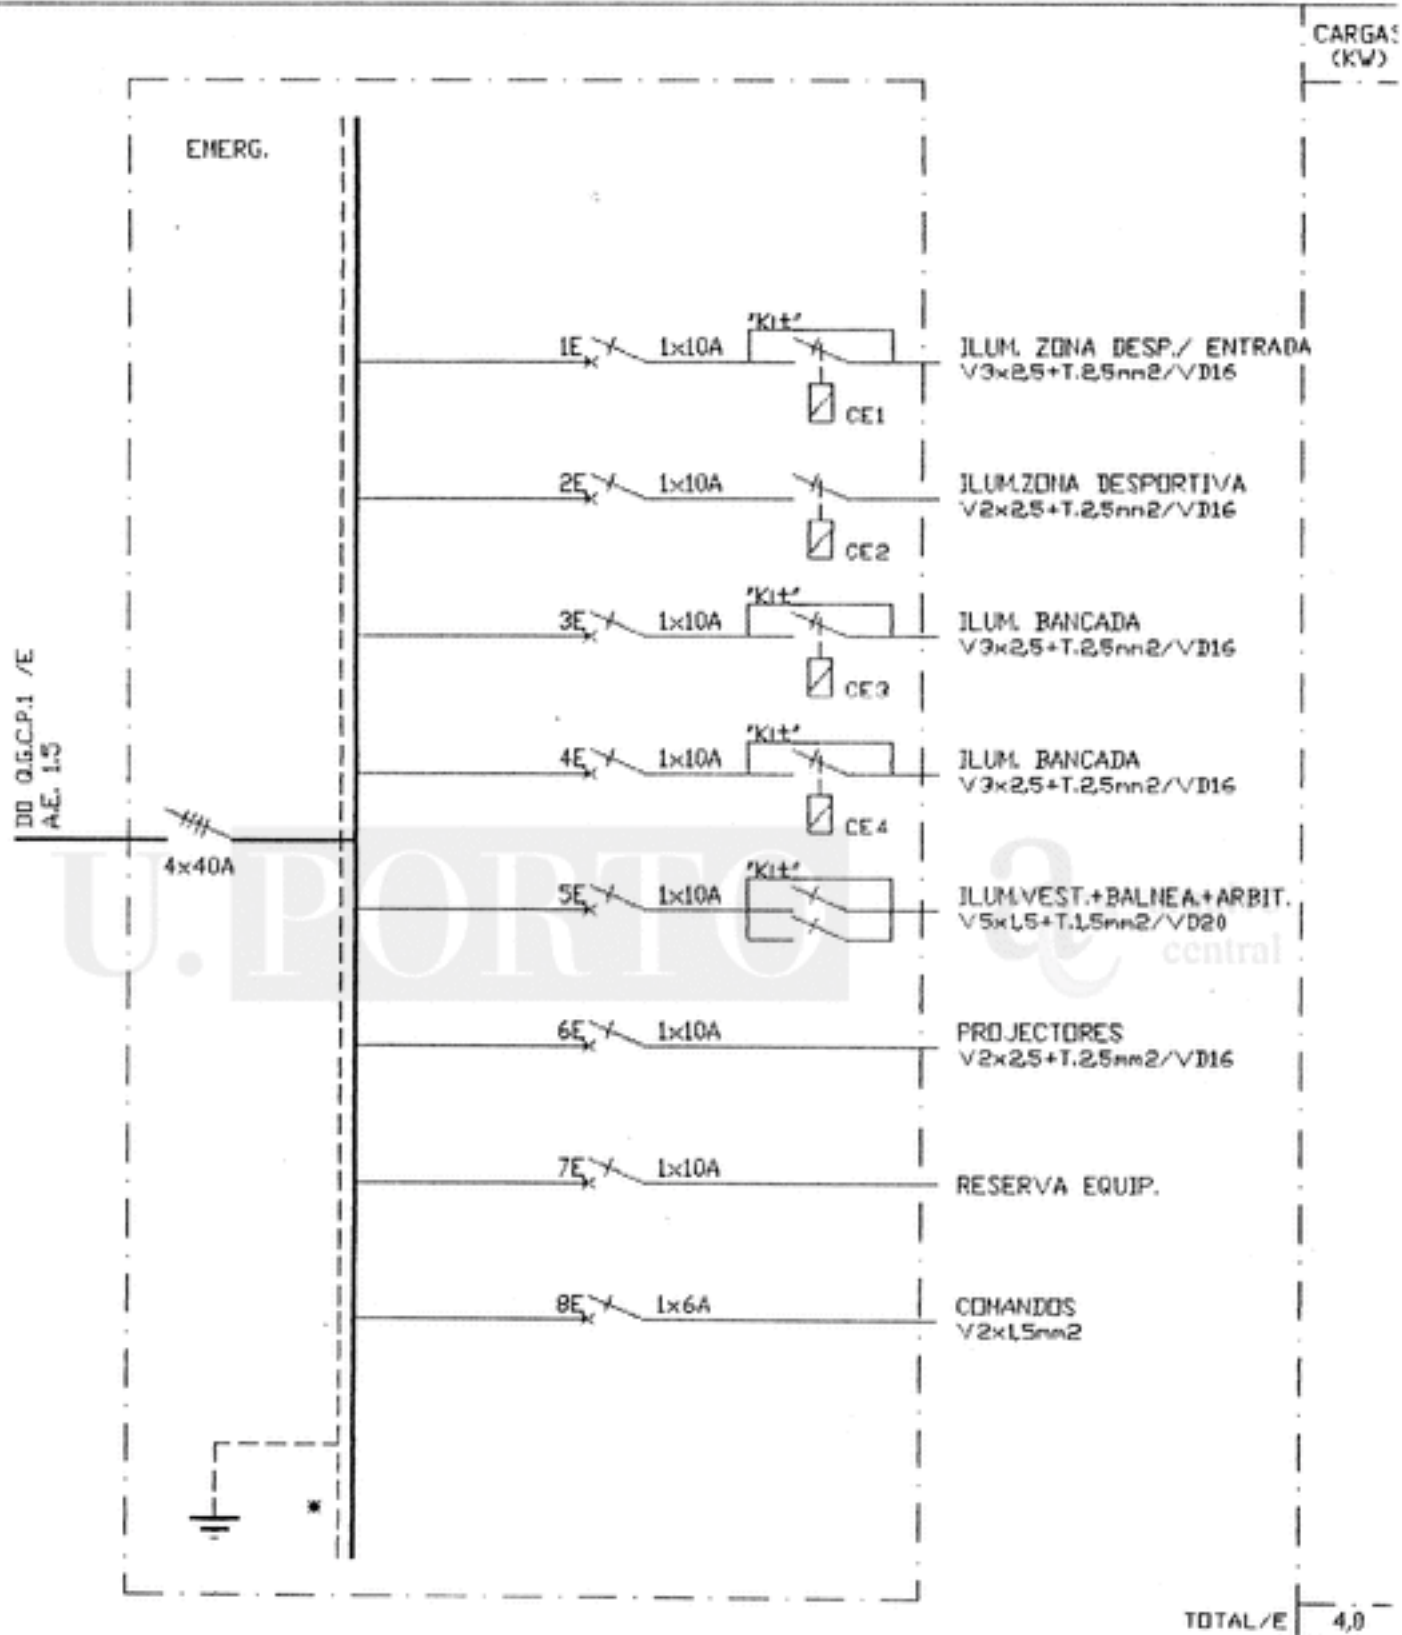 CARGAS
(KW)
EMERG.
"Kit"
1E 1x10A
ILUM. ZONA DESP./ ENTRADA
V3x2,5+T.2,5mm2/VD16
CE1
2E 1x10A
ILUM.ZONA DESPORTIVA
V2x2,5+T.2,5mm2/VD16
CE2
"Kit"
3E 1x10A
ILUM. BANCADA
V3x2,5+T.2,5mm2/VD16
CE3
DO Q.G.C.P.1 /E
A.E. 1.5
"Kit"
4E 1x10A
ILUM. BANCADA
V3x2,5+T.2,5mm2/VD16
CE4
4x40A
"Kit"
5E 1x10A
ILUM.VEST.+BALNEA.+ARBIT.
V5x1,5+T.1,5mm2/VD20
U. PORTO
central
6E 1x10A
PROJECTORES
V2x2,5+T.2,5mm2/VD16
7E 1x10A
RESERVA EQUIP.
8E 1x6A
COMANDOS
V2x1,5mm2
*
TOTAL/E 4,0